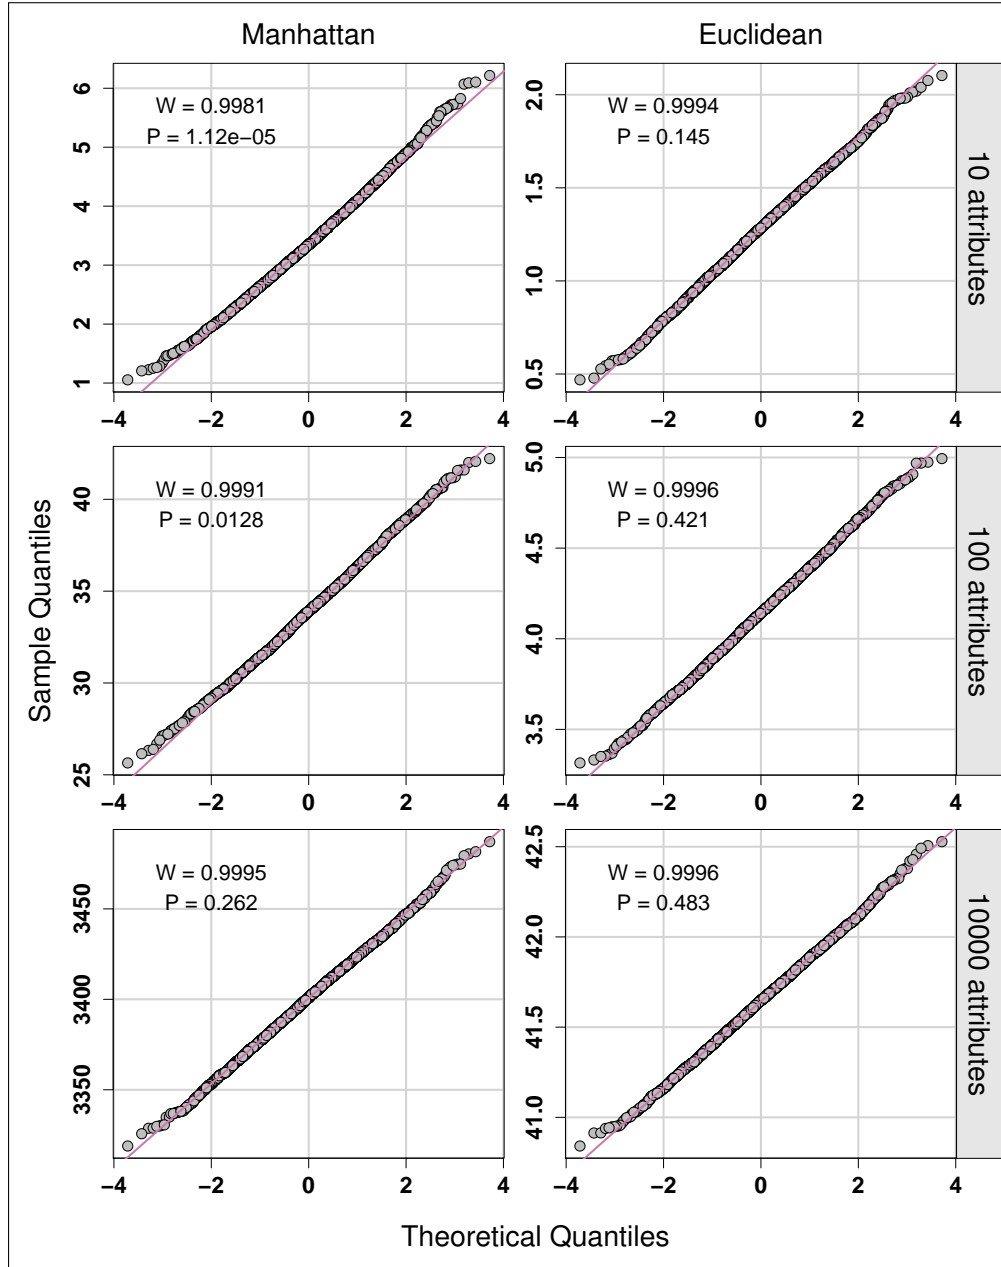 Manhattan
Euclidean
W = 0.9981
P = 1.12e−05
1 2 3 4 5 6
−4 −2 0 2 4
W = 0.9994
P = 0.145
0.5 1.0 1.5 2.0
−4 −2 0 2 4
10 attributes
Sample Quantiles
W = 0.9991
P = 0.0128
25 30 35 40
−4 −2 0 2 4
W = 0.9996
P = 0.421
3.5 4.0 4.5 5.0
−4 −2 0 2 4
100 attributes
W = 0.9995
P = 0.262
3350 3400 3450
−4 −2 0 2 4
W = 0.9996
P = 0.483
41.0 41.5 42.0 42.5
−4 −2 0 2 4
10000 attributes
Theoretical Quantiles